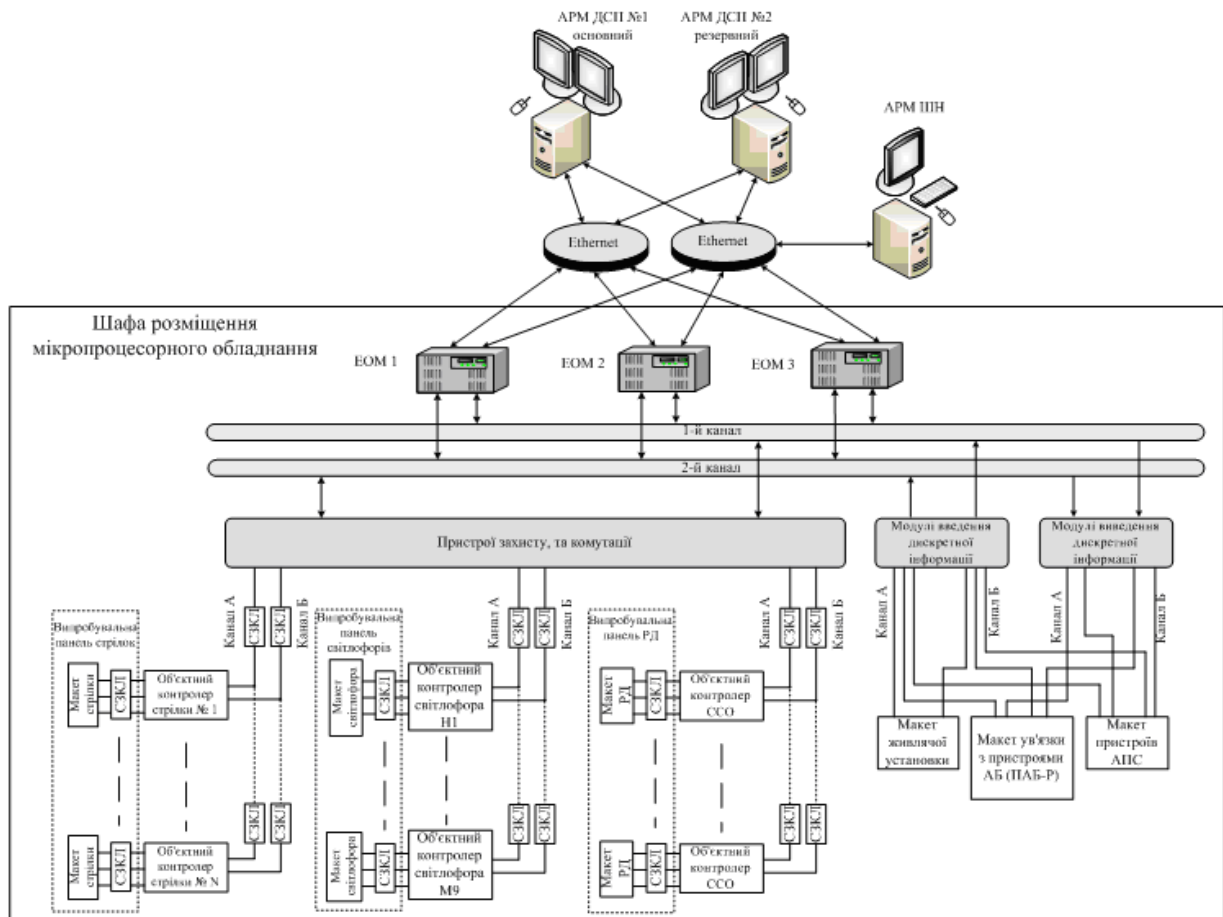 АРМ ДСП №1
основний
АРМ ДСП №2
резервний
АРМ ШН
Ethernet
Ethernet
Шафа розміщення
мікропроцесорного обладнання
ЕОМ 1
ЕОМ 2
ЕОМ 3
1-й канал
2-й канал
Пристрої захисту, та комутації
Модулі введення
дискретної
інформації
Модулі виведення
дискретної
інформації
Канал А
СЗКЛ
СЗКЛ
Канал Б
Канал А
СЗКЛ
СЗКЛ
Канал Б
Канал А
СЗКЛ
СЗКЛ
Канал Б
Канал А
Канал Б
Канал А
Канал Б
Випробувальна
панель стрілок
Макет
стрілки
СЗКЛ
Об'єктний
контролер
стрілки № 1
Випробувальна
панель
світлофорів
Макет
світлофора
СЗКЛ
Об'єктний
контролер
світлофора
Н1
Випробувальна
панель РД
Макет
РД
СЗКЛ
Об'єктний
контролер
ССО
Макет
живлячої
установки
Макет ув'язки
з пристроями
АБ (ПАБ-Р)
Макет
пристроїв
АПС
СЗКЛ
СЗКЛ
СЗКЛ
СЗКЛ
СЗКЛ
СЗКЛ
Макет
стрілки
СЗКЛ
Об'єктний
контролер
стрілки № N
Макет
світлофора
СЗКЛ
Об'єктний
контролер
світлофора
М9
Макет
РД
СЗКЛ
Об'єктний
контролер
ССО